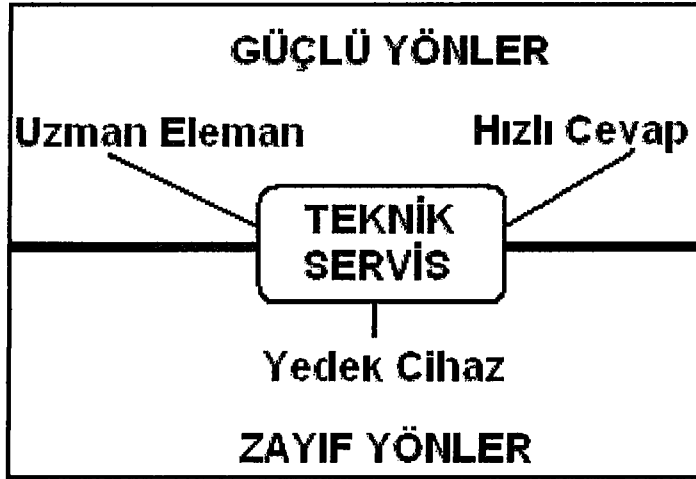 GÜÇLÜ YÖNLER
Uzman Eleman
Hızlı Cevap
TEKNİK
SERVİS
Yedek Cihaz
ZAYIF YÖNLER